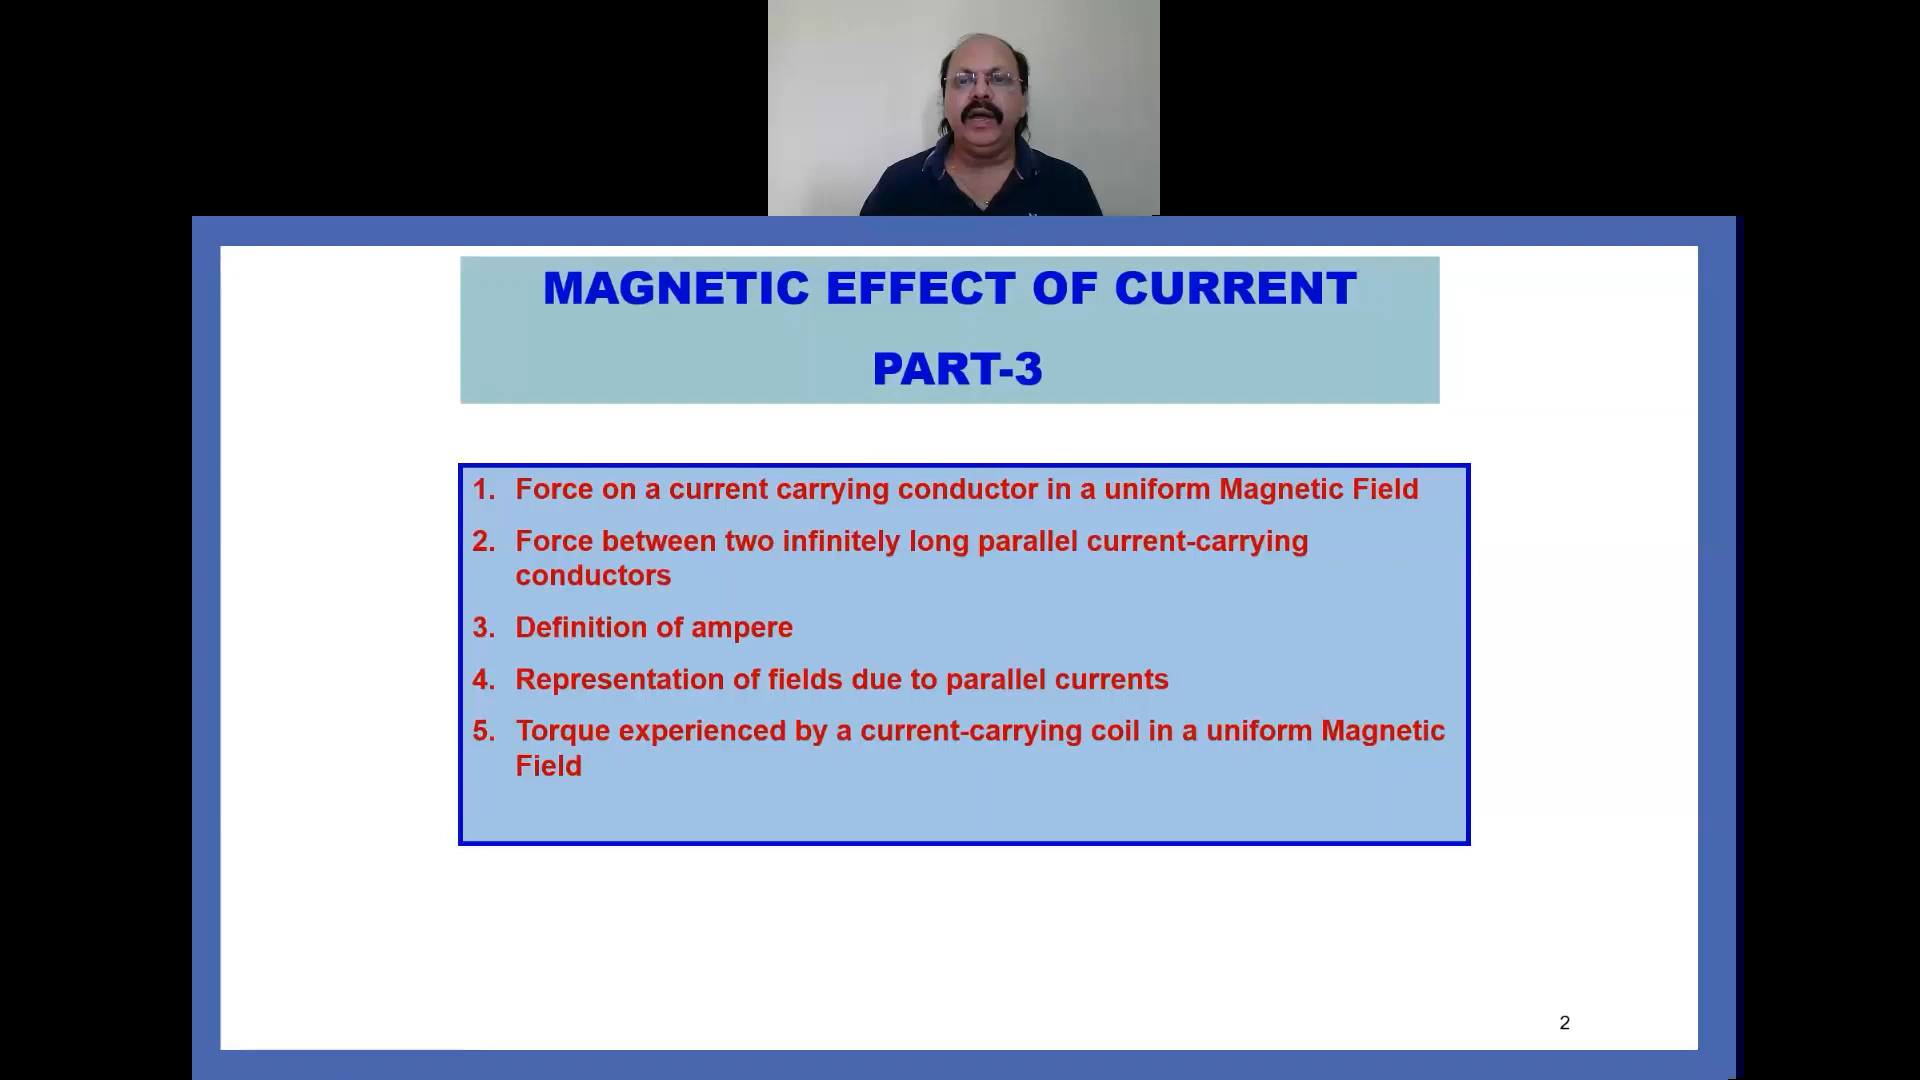 MAGNETIC EFFECT OF CURRENT
PART-3
1. Force on a current carrying conductor in a uniform Magnetic Field
2. Force between two infinitely long parallel current-carrying
conductors
3. Definition of ampere
4. Representation of fields due to parallel currents
5. Torque experienced by a current-carrying coil in a uniform Magnetic
Field
2